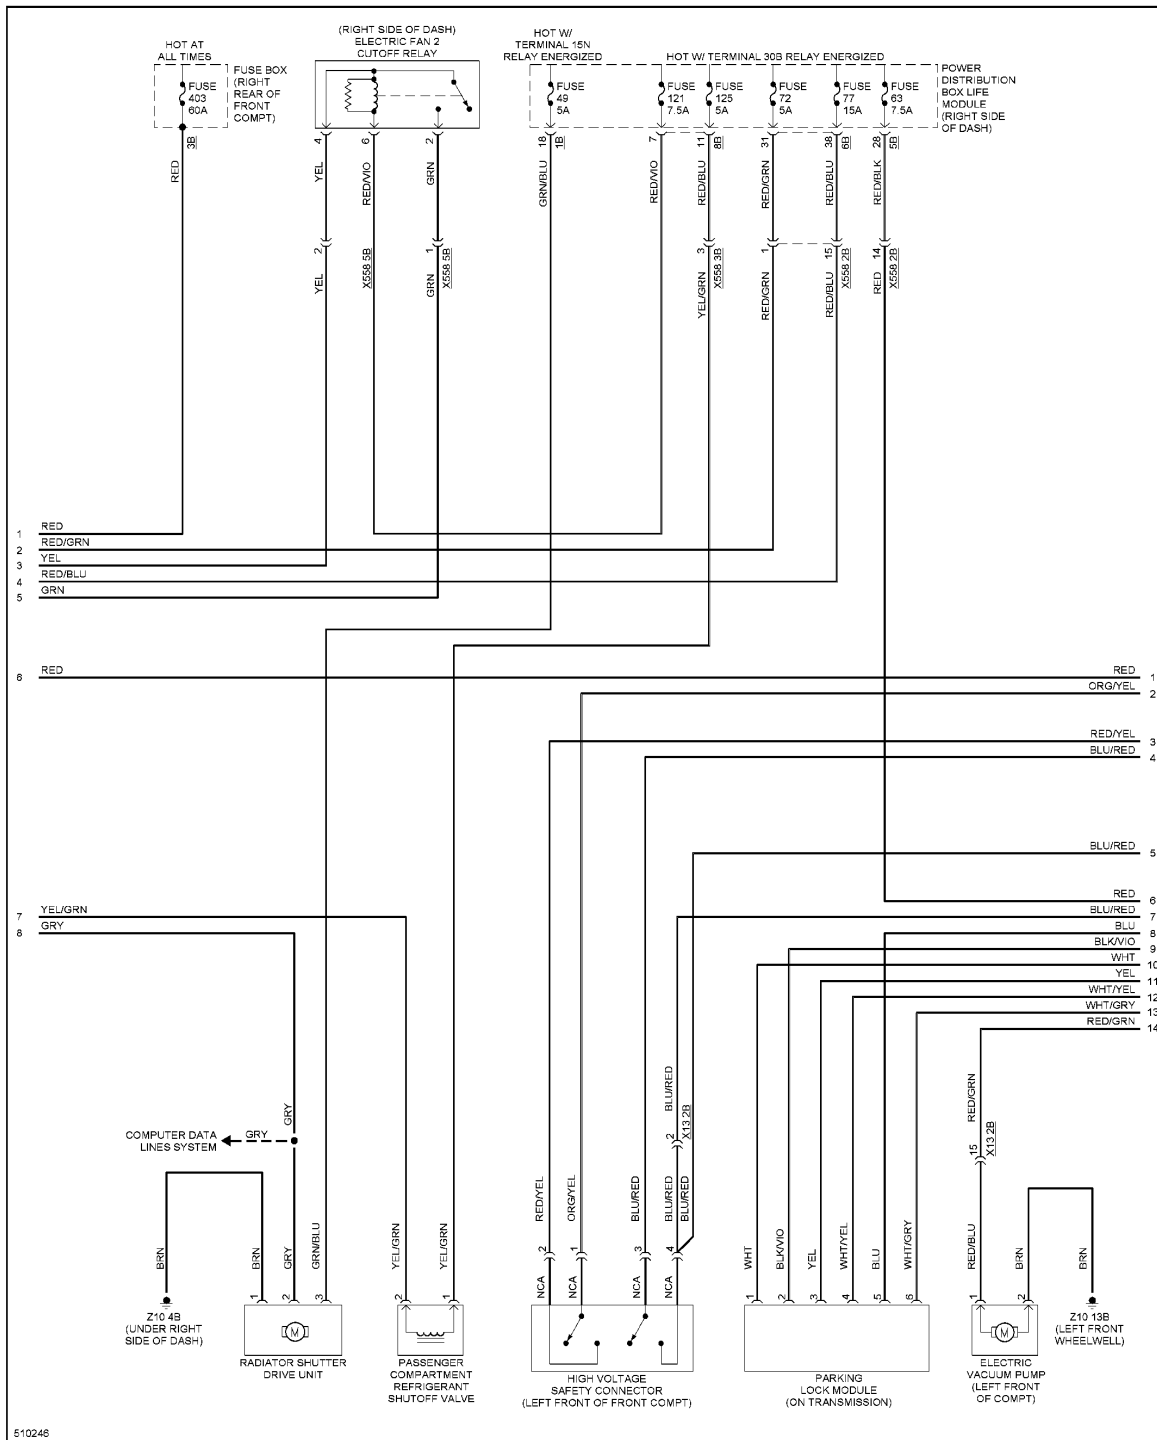 (RIGHT SIDE OF DASH)
ELECTRIC FAN 2
CUTOFF RELAY
HOT AT
ALL TIMES
HOT W/
TERMINAL 15N
RELAY ENERGIZED
HOT W/ TERMINAL 30B RELAY ENERGIZED
FUSE
403
60A
FUSE BOX
(RIGHT
REAR OF
FRONT
COMPT)
FUSE
49
5A
FUSE
121
7.5A
FUSE
125
5A
FUSE
72
5A
FUSE
77
15A
FUSE
63
7.5A
POWER
DISTRIBUTION
BOX LIFE
MODULE
(RIGHT SIDE
OF DASH)
3B
4
6
2
18
1B
7
11
8B
31
38
6B
28
5B
RED
YEL
RED/VIO
GRN
GRN/BLU
RED/VIO
RED/BLU
RED/GRN
RED/BLU
RED/BLK
2
X558 5B
1
X558 5B
3
X558 3B
1
15
X558 2B
14
X558 2B
YEL
GRN
YEL/GRN
RED/GRN
RED/BLU
RED
1 RED
2 RED/GRN
3 YEL
4 RED/BLU
5 GRN
6 RED
RED 1
ORG/YEL 2
RED/YEL 3
BLU/RED 4
BLU/RED 5
RED 6
7 YEL/GRN
BLU/RED 7
8 GRY
BLU 8
BLK/VIO 9
WHT 10
YEL 11
WHT/YEL 12
WHT/GRY 13
RED/GRN 14
GRY
COMPUTER DATA
LINES SYSTEM
GRY
BLU/RED
2
X13 2B
RED/GRN
15
X13 2B
BRN
BRN
GRY
GRN/BLU
YEL/GRN
YEL/GRN
RED/YEL
ORG/YEL
BLU/RED
BLU/RED
BLU/RED
2
1
3
4
NCA
NCA
NCA
NCA
WHT
BLK/VIO
YEL
WHT/YEL
BLU
WHT/GRY
RED/BLU
BRN
BRN
1
2
3
2
1
1
2
3
4
5
6
1
2
M
M
Z10 4B
(UNDER RIGHT
SIDE OF DASH)
RADIATOR SHUTTER
DRIVE UNIT
PASSENGER
COMPARTMENT
REFRIGERANT
SHUTOFF VALVE
HIGH VOLTAGE
SAFETY CONNECTOR
(LEFT FRONT OF FRONT COMPT)
PARKING
LOCK MODULE
(ON TRANSMISSION)
ELECTRIC
VACUUM PUMP
(LEFT FRONT
OF COMPT)
Z10 13B
(LEFT FRONT
WHEELWELL)
510246